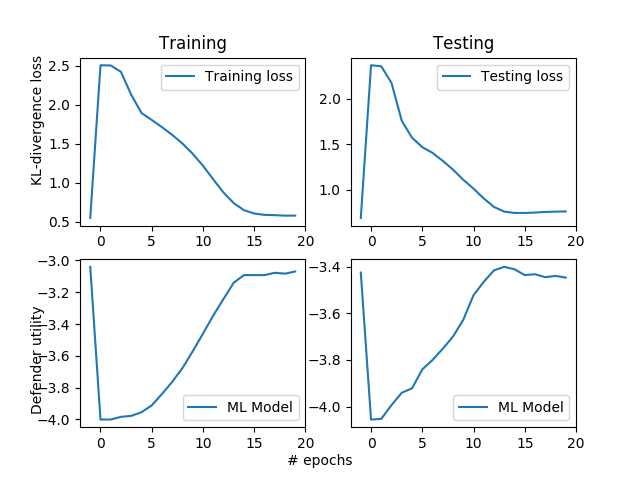 Training
Testing
KL-divergence loss
2.5
2.0
1.5
1.0
0.5
Training loss
0 5 10 15 20
2.0
1.5
1.0
Testing loss
0 5 10 15 20
Defender utility
−3.0
−3.2
−3.4
−3.6
−3.8
−4.0
ML Model
0 5 10 15 20
−3.4
−3.6
−3.8
−4.0
ML Model
0 5 10 15 20
# epochs